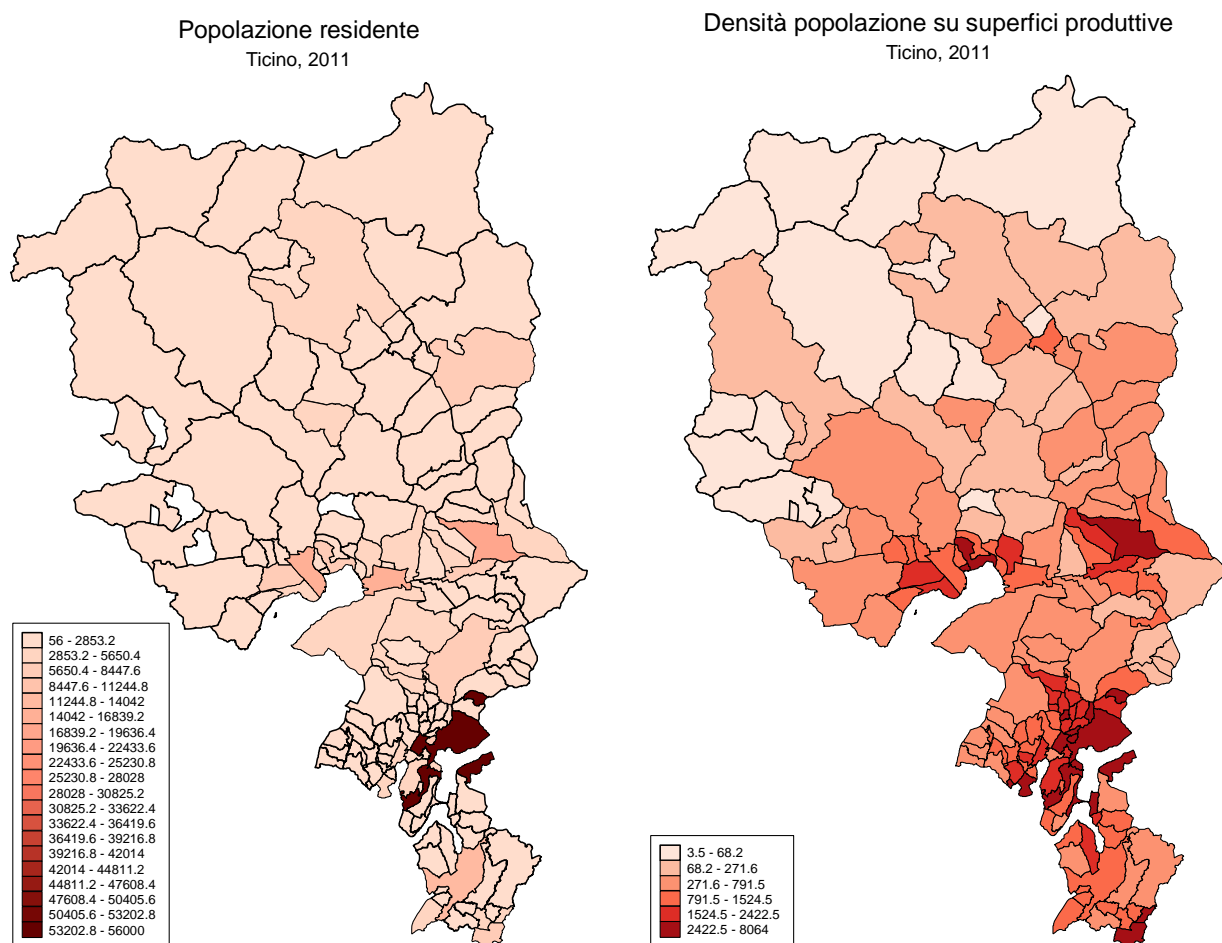 Popolazione residente
Ticino, 2011
56 - 2853.2
2853.2 - 5650.4
5650.4 - 8447.6
8447.6 - 11244.8
11244.8 - 14042
14042 - 16839.2
16839.2 - 19636.4
19636.4 - 22433.6
22433.6 - 25230.8
25230.8 - 28028
28028 - 30825.2
30825.2 - 33622.4
33622.4 - 36419.6
36419.6 - 39216.8
39216.8 - 42014
42014 - 44811.2
44811.2 - 47608.4
47608.4 - 50405.6
50405.6 - 53202.8
53202.8 - 56000
Densità popolazione su superfici produttive
Ticino, 2011
3.5 - 68.2
68.2 - 271.6
271.6 - 791.5
791.5 - 1524.5
1524.5 - 2422.5
2422.5 - 8064